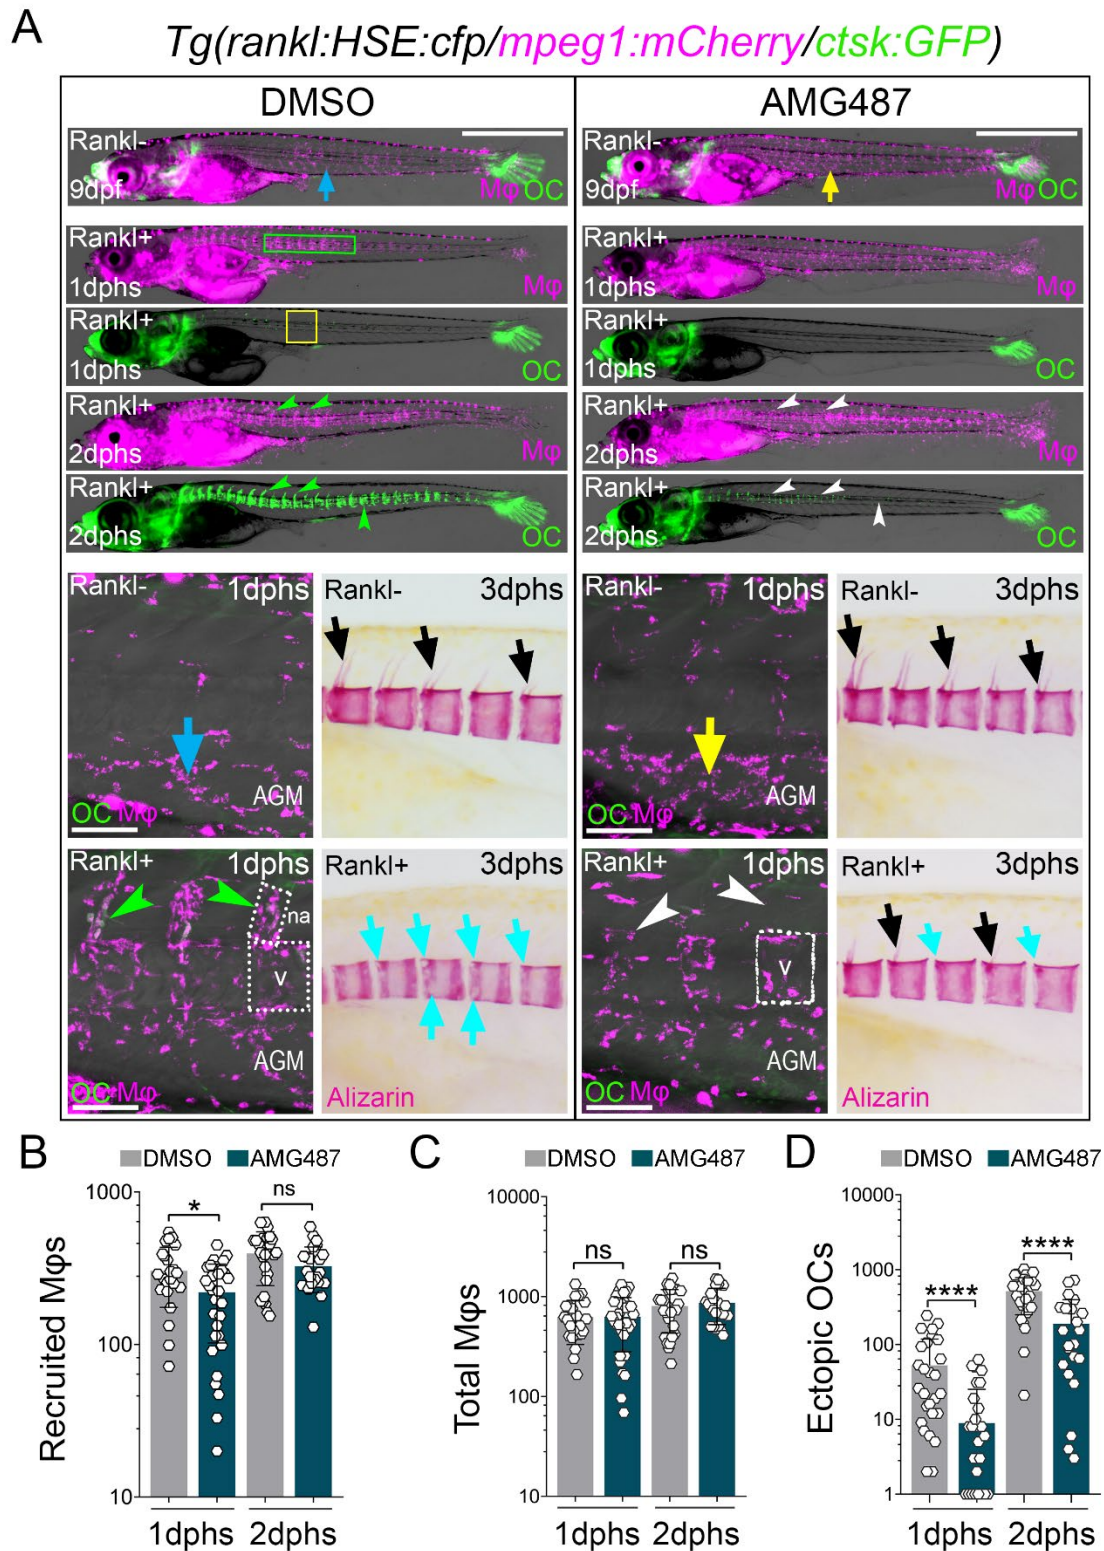 A
Tg(rankl:HSE:cfp/mpeg1:mCherry/ctsk:GFP)
DMSO
AMG487
Rankl-
9dpf
Mφ OC
Rankl-
9dpf
Mφ OC
Rankl+
1dphs
Mφ
Rankl+
1dphs
Mφ
Rankl+
1dphs
OC
Rankl+
1dphs
OC
Rankl+
2dphs
Mφ
Rankl+
2dphs
Mφ
Rankl+
2dphs
OC
Rankl+
2dphs
OC
Rankl- 1dphs
AGM
OC Mφ
Rankl- 3dphs
Rankl- 1dphs
AGM
OC Mφ
Rankl- 3dphs
Rankl+ 1dphs
na
v
AGM
OC Mφ
Rankl+ 3dphs
Alizarin
Rankl+ 1dphs
v
AGM
OC Mφ
Rankl+ 3dphs
Alizarin
B
DMSO AMG487
Recruited Mφs
1000
100
10
* ns
1dphs 2dphs
C
DMSO AMG487
Total Mφs
10000
1000
100
10
ns ns
1dphs 2dphs
D
DMSO AMG487
Ectopic OCs
10000
1000
100
10
1
**** ****
1dphs 2dphs